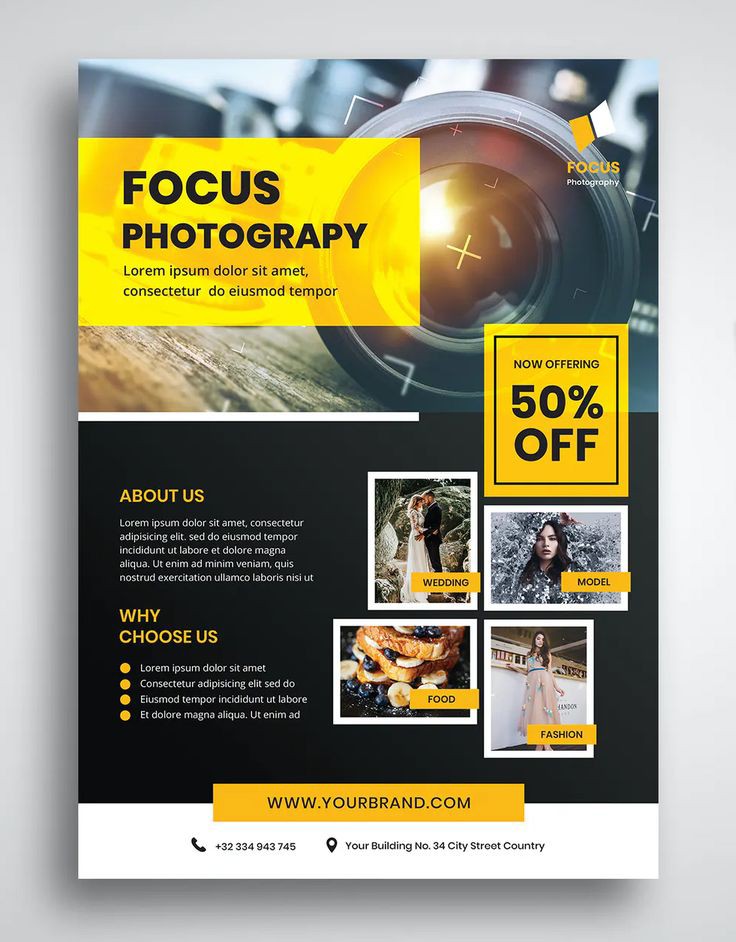 FOCUS
PHOTOGRAPY
Lorem ipsum dolor sit amet,
consectetur do eiusmod tempor
FOCUS
Photography
NOW OFFERING
50%
OFF
ABOUT US
Lorem ipsum dolor sit amet, consectetur
adipisicing elit. sed do eiusmod tempor
incididunt ut labore et dolore magna
aliqua. Ut enim ad minim veniam, quis
nostrud exercitation ullamco laboris nisi ut
WHY
CHOOSE US
Lorem ipsum dolor sit amet
Consectetur adipisicing elit sed do
Eiusmod tempor incididunt ut labore
Et dolore magna aliqua. Ut enim ad
WEDDING
MODEL
FOOD
FASHION
WWW.YOURBRAND.COM
+32 334 943 745
Your Building No. 34 City Street Country